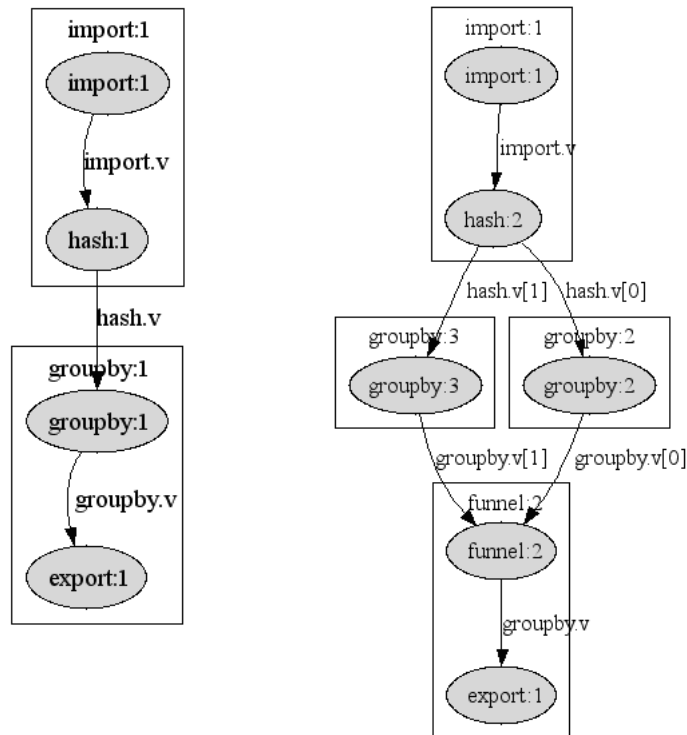 import:1
import:1
import.v
hash:1
hash.v
groupby:1
groupby:1
groupby.v
export:1
import:1
import:1
import.v
hash:2
hash.v[1]
hash.v[0]
groupby:3
groupby:2
groupby:3
groupby:2
groupby.v[1]
groupby.v[0]
funnel:2
funnel:2
groupby.v
export:1